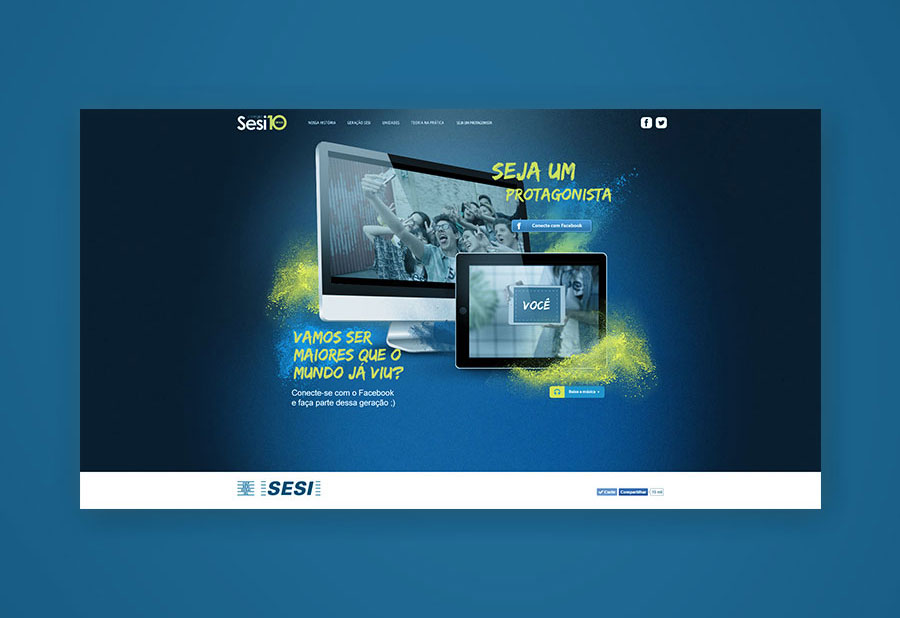 Sesi10
NOSSA HISTÓRIA GERAÇÃO SESI UNIDADES TEORIA NA PRÁTICA SEJA UM PROTAGONISTA
SEJA UM
PROTAGONISTA
Conecte com Facebook
VOCÊ
VAMOS SER
MAIORES QUE O
MUNDO JÁ VIU?
Conecte-se com o Facebook
e faça parte dessa geração ;)
Baixe a música
SESI
Curtir Compartilhar